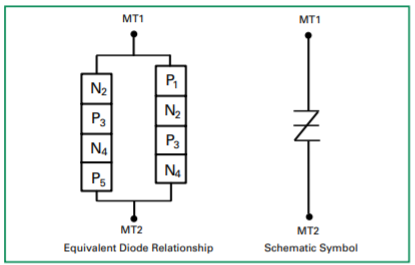 MT1
MT1
N2
P3
N4
P5
P1
N2
P3
N4
MT2
MT2
Equivalent Diode Relationship
Schematic Symbol